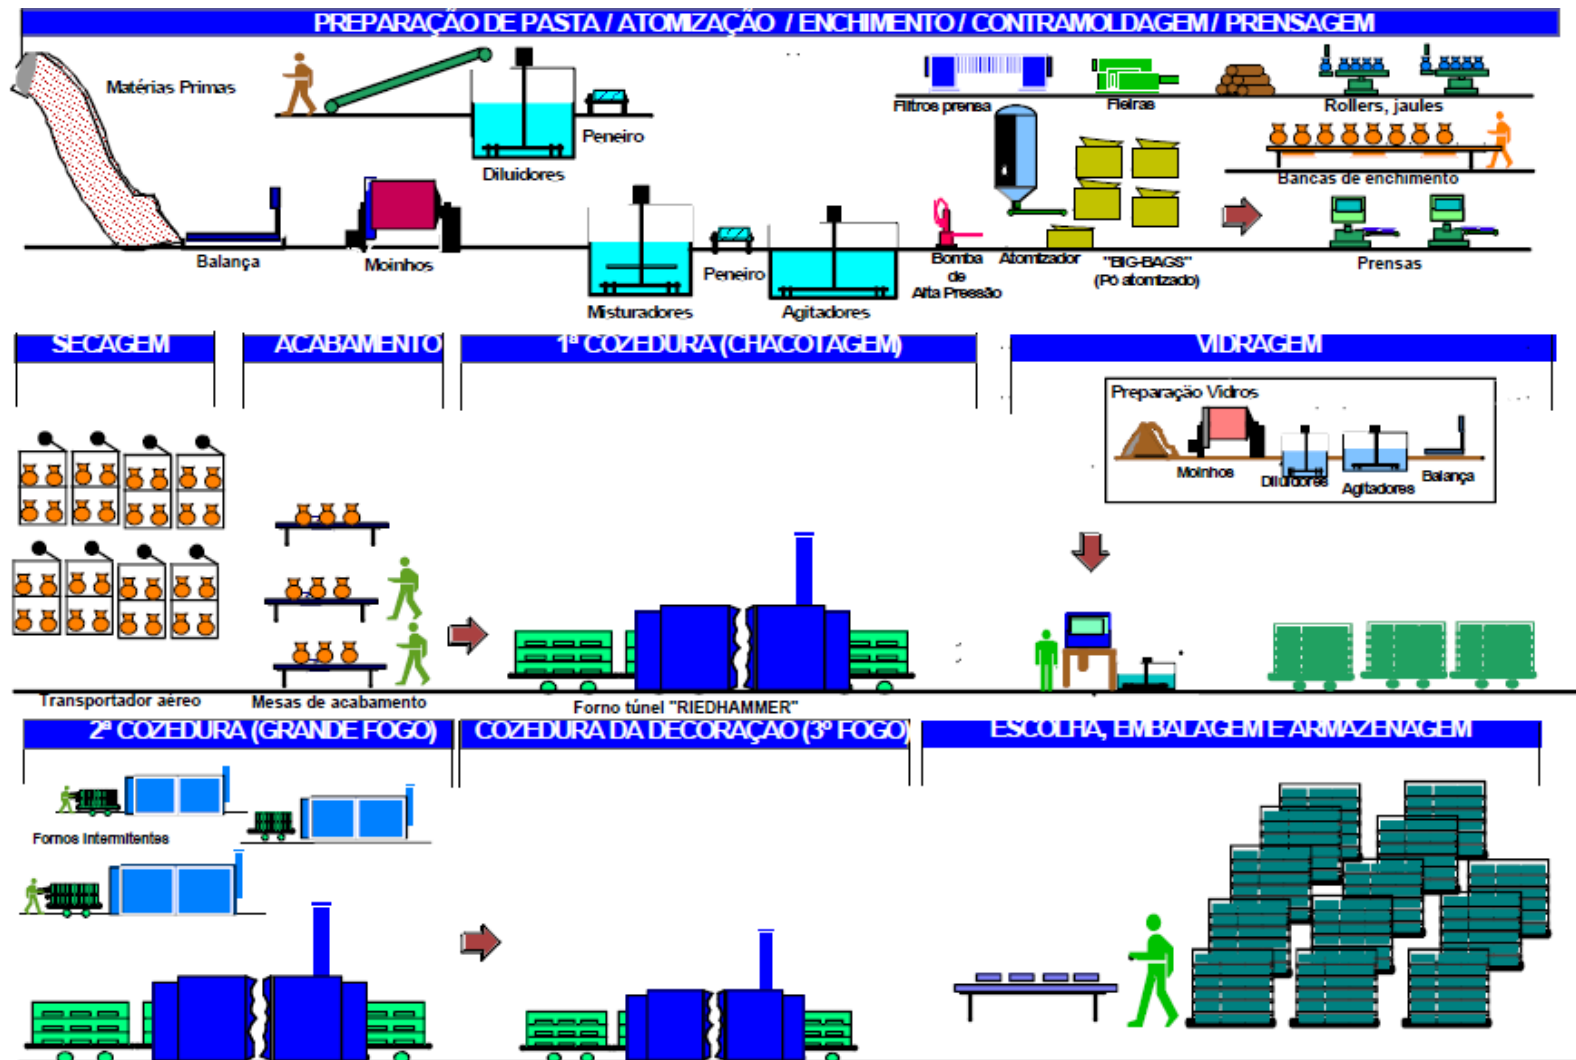 PREPARAÇÃO DE PASTA / ATOMIZAÇÃO / ENCHIMENTO / CONTRAMOLDAGEM / PRENSAGEM
Matérias Primas
Peneiro
Diluidores
Filtros prensa
Fieiras
Rollers, jaules
Bancas de enchimento
Balança
Moinhos
Misturadores
Peneiro
Agitadores
Bomba
de
Alta Pressão
Atomizador
"BIG-BAGS"
(Pó atomizado)
Prensas
SECAGEM
ACABAMENTO
1ª COZEDURA (CHACOTAGEM)
VIDRAGEM
Preparação Vidros
Moinhos
Diluidores
Agitadores
Balança
Transportador aéreo
Mesas de acabamento
Forno túnel "RIEDHAMMER"
2ª COZEDURA (GRANDE FOGO)
COZEDURA DA DECORAÇÃO (3º FOGO)
ESCOLHA, EMBALAGEM E ARMAZENAGEM
Fornos Intermitentes